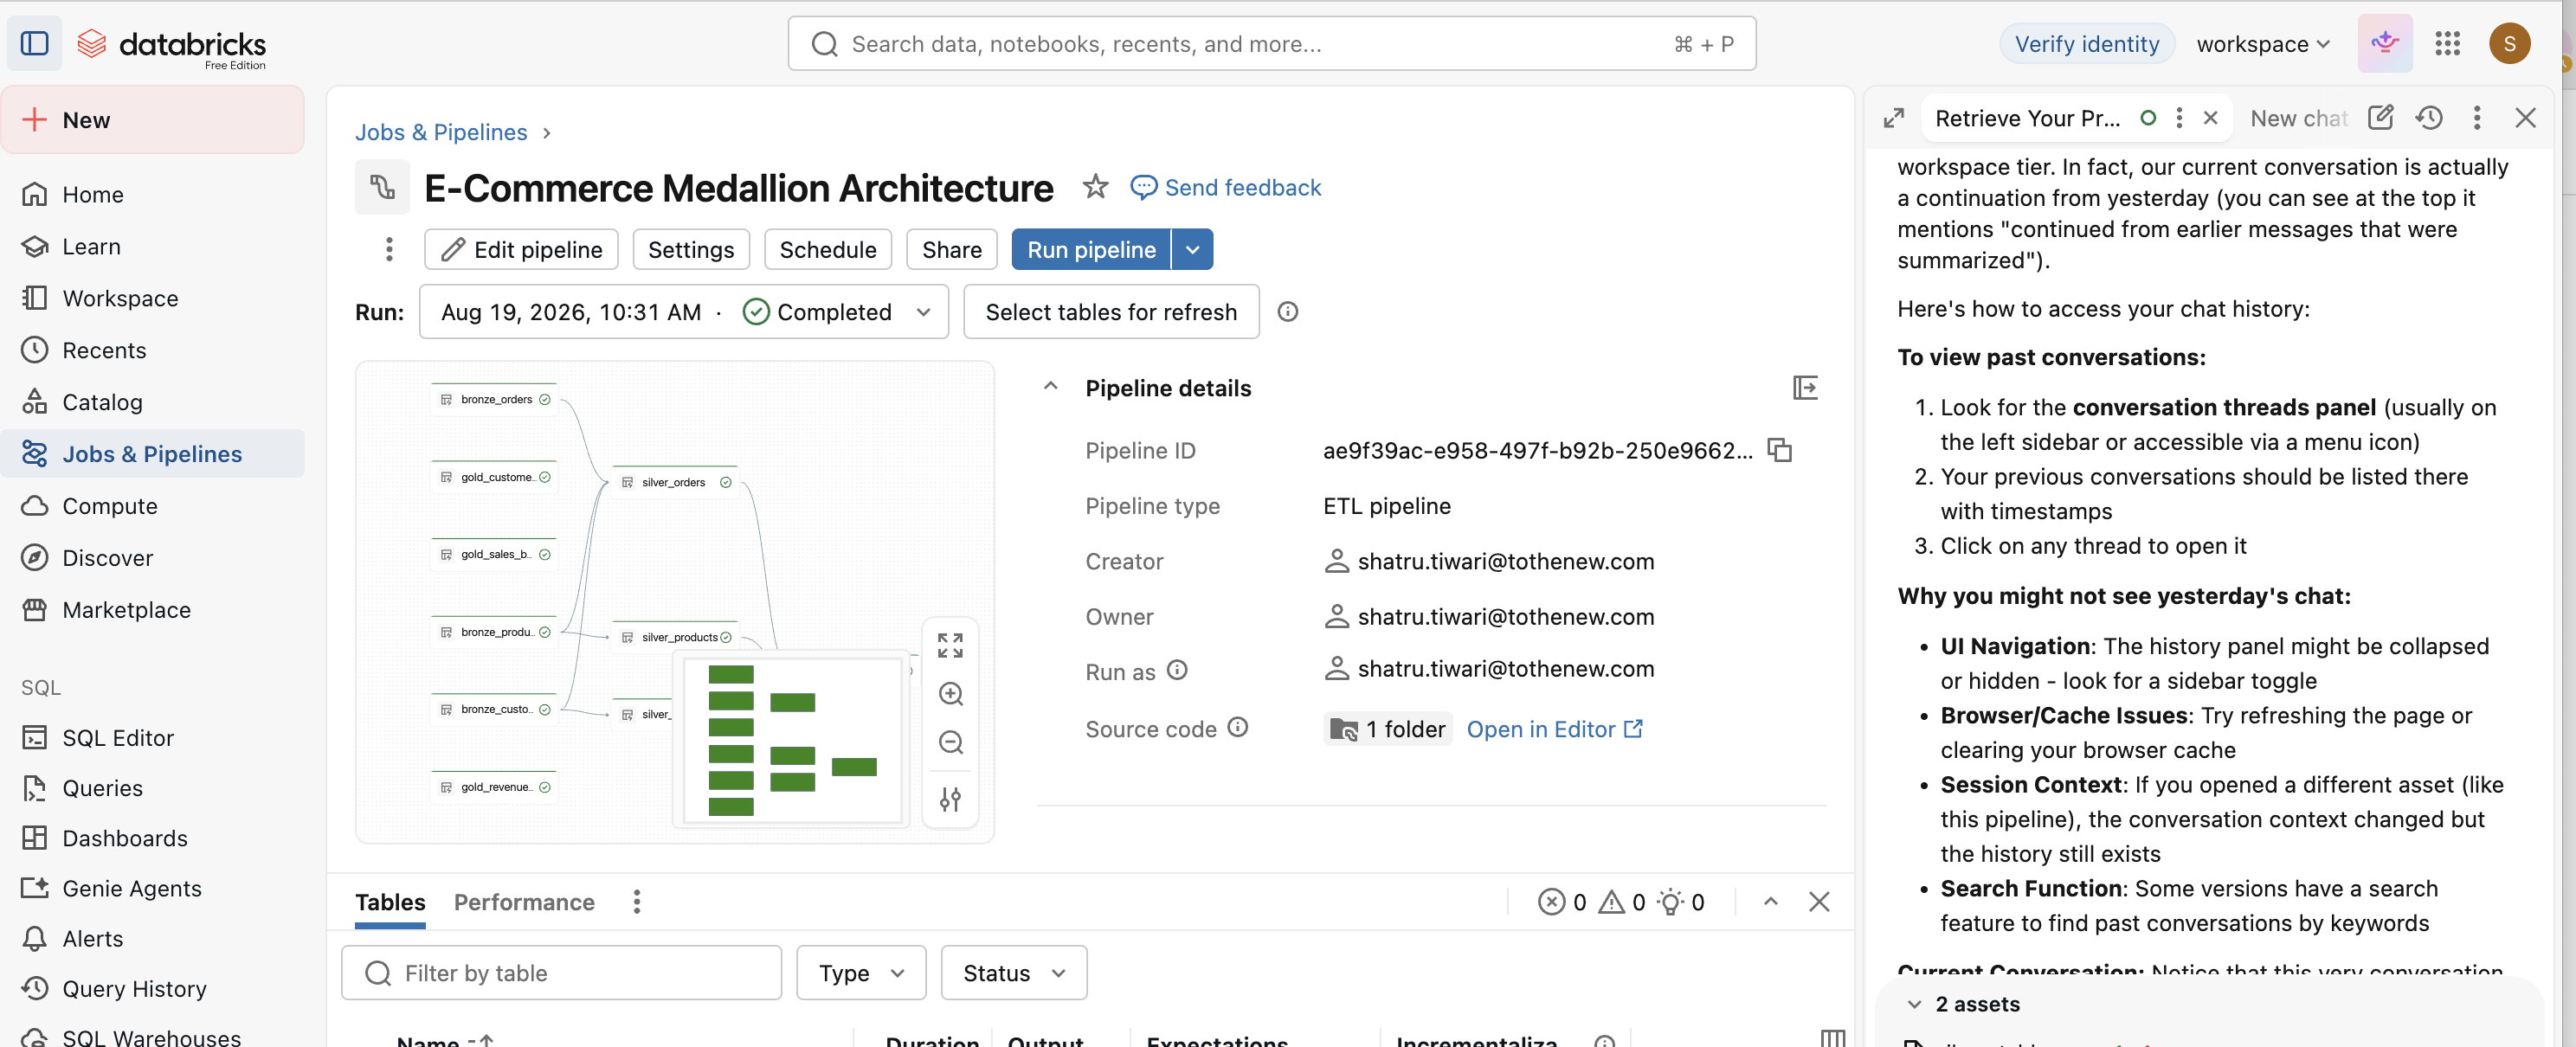 databricks
Free Edition
Search data, notebooks, recents, and more...
⌘ + P
Verify identity
workspace
S
New
Home
Learn
Workspace
Recents
Catalog
Jobs & Pipelines
Compute
Discover
Marketplace
SQL
SQL Editor
Queries
Dashboards
Genie Agents
Alerts
Query History
SQL Warehouses
Jobs & Pipelines
E-Commerce Medallion Architecture
Send feedback
Edit pipeline
Settings
Schedule
Share
Run pipeline
Run:
Aug 19, 2026, 10:31 AM · Completed
Select tables for refresh
bronze_orders
gold_custome..
silver_orders
gold_sales_b..
bronze_produ..
silver_products
bronze_custo..
silver_
gold_revenue..
Pipeline details
Pipeline ID
ae9f39ac-e958-497f-b92b-250e9662...
Pipeline type
ETL pipeline
Creator
shatru.tiwari@tothenew.com
Owner
shatru.tiwari@tothenew.com
Run as
shatru.tiwari@tothenew.com
Source code
1 folder
Open in Editor
Tables
Performance
0
0
0
Filter by table
Type
Status
Name
Duration
Output
Expectations
Incrementaliza
Retrieve Your Pr...
New chat
workspace tier. In fact, our current conversation is actually
a continuation from yesterday (you can see at the top it
mentions "continued from earlier messages that were
summarized").
Here's how to access your chat history:
To view past conversations:
1. Look for the conversation threads panel (usually on
the left sidebar or accessible via a menu icon)
2. Your previous conversations should be listed there
with timestamps
3. Click on any thread to open it
Why you might not see yesterday's chat:
• UI Navigation: The history panel might be collapsed
or hidden - look for a sidebar toggle
• Browser/Cache Issues: Try refreshing the page or
clearing your browser cache
• Session Context: If you opened a different asset (like
this pipeline), the conversation context changed but
the history still exists
• Search Function: Some versions have a search
feature to find past conversations by keywords
Current Conversation: Notice that this very conversation
2 assets